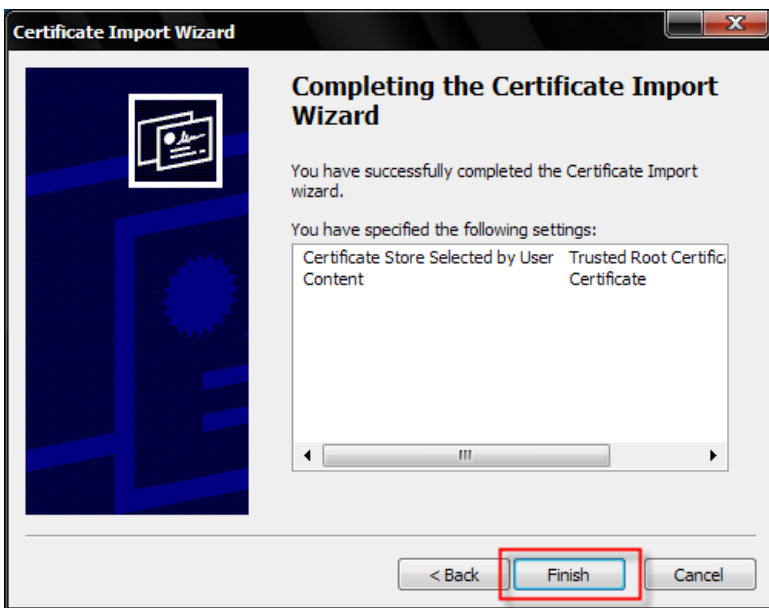 Certificate Import Wizard
Completing the Certificate Import
Wizard
You have successfully completed the Certificate Import
wizard.
You have specified the following settings:
Certificate Store Selected by User Trusted Root Certific
Content Certificate
< Back Finish Cancel